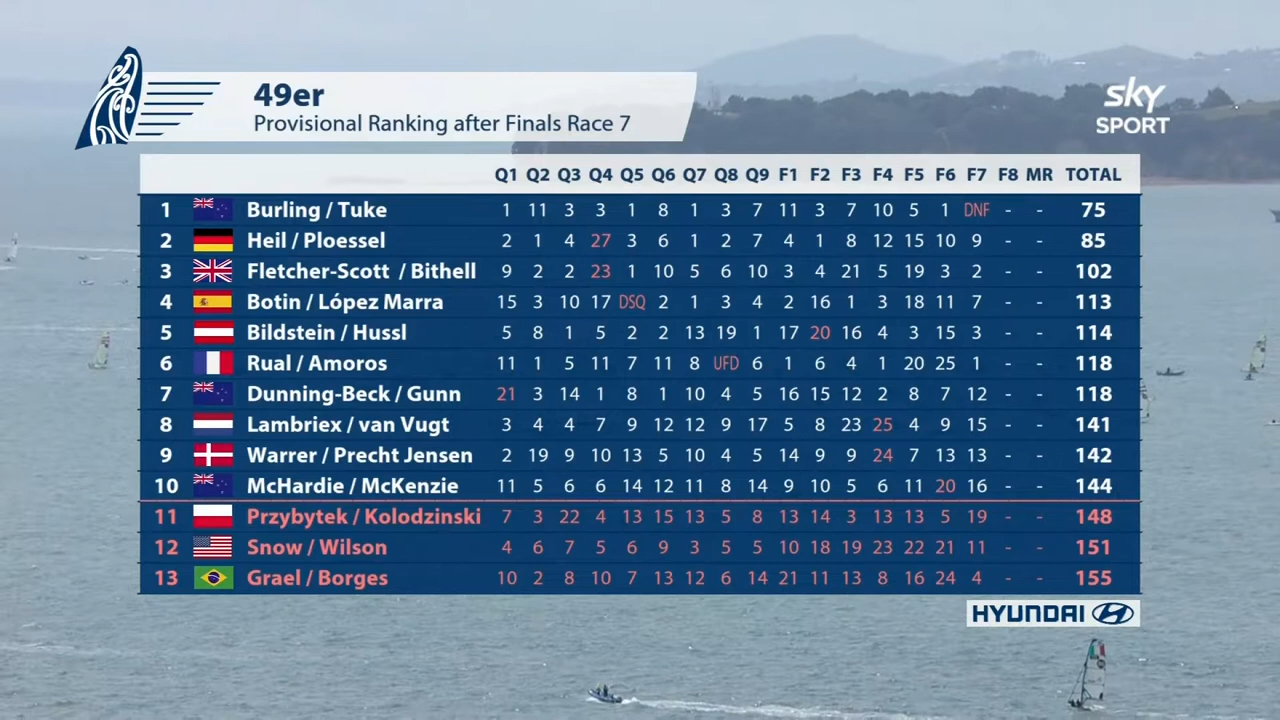 49er
Provisional Ranking after Finals Race 7
sky
SPORT
Q1 Q2 Q3 Q4 Q5 Q6 Q7 Q8 Q9 F1 F2 F3 F4 F5 F6 F7 F8 MR TOTAL
1 Burling / Tuke 1 11 3 3 1 8 1 3 7 11 3 7 10 5 1 DNF - - 75
2 Heil / Ploessel 2 1 4 27 3 6 1 2 7 4 1 8 12 15 10 9 - - 85
3 Fletcher-Scott / Bithell 9 2 2 23 1 10 5 6 10 3 4 21 5 19 3 2 - - 102
4 Botin / López Marra 15 3 10 17 DSQ 2 1 3 4 2 16 1 3 18 11 7 - - 113
5 Bildstein / Hussl 5 8 1 5 2 2 13 19 1 17 20 16 4 3 15 3 - - 114
6 Rual / Amoros 11 1 5 11 7 11 8 UFD 6 1 6 4 1 20 25 1 - - 118
7 Dunning-Beck / Gunn 21 3 14 1 8 1 10 4 5 16 15 12 2 8 7 12 - - 118
8 Lambriex / van Vugt 3 4 4 7 9 12 12 9 17 5 8 23 25 4 9 15 - - 141
9 Warrer / Precht Jensen 2 19 9 10 13 5 10 4 5 14 9 9 24 7 13 13 - - 142
10 McHardie / McKenzie 11 5 6 6 14 12 11 8 14 9 10 5 6 11 20 16 - - 144
11 Przybytek / Kolodzinski 7 3 22 4 13 15 13 5 8 13 14 3 13 13 5 19 - - 148
12 Snow / Wilson 4 6 7 5 6 9 3 5 5 10 18 19 23 22 21 11 - - 151
13 Grael / Borges 10 2 8 10 7 13 12 6 14 21 11 13 8 16 24 4 - - 155
HYUNDAI